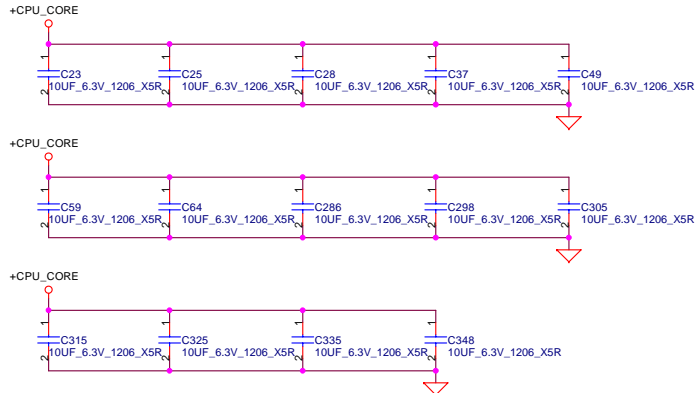 +CPU_CORE
1 1 1 1 1
C23 C25 C28 C37 C49
10UF_6.3V_1206_X5R 10UF_6.3V_1206_X5R 10UF_6.3V_1206_X5R 10UF_6.3V_1206_X5R 10UF_6.3V_1206_X5R
2 2 2 2 2
+CPU_CORE
1 1 1 1 1
C59 C64 C286 C298 C305
10UF_6.3V_1206_X5R 10UF_6.3V_1206_X5R 10UF_6.3V_1206_X5R 10UF_6.3V_1206_X5R 10UF_6.3V_1206_X5R
2 2 2 2 2
+CPU_CORE
1 1 1 1
C315 C325 C335 C348
10UF_6.3V_1206_X5R 10UF_6.3V_1206_X5R 10UF_6.3V_1206_X5R 10UF_6.3V_1206_X5R
2 2 2 2